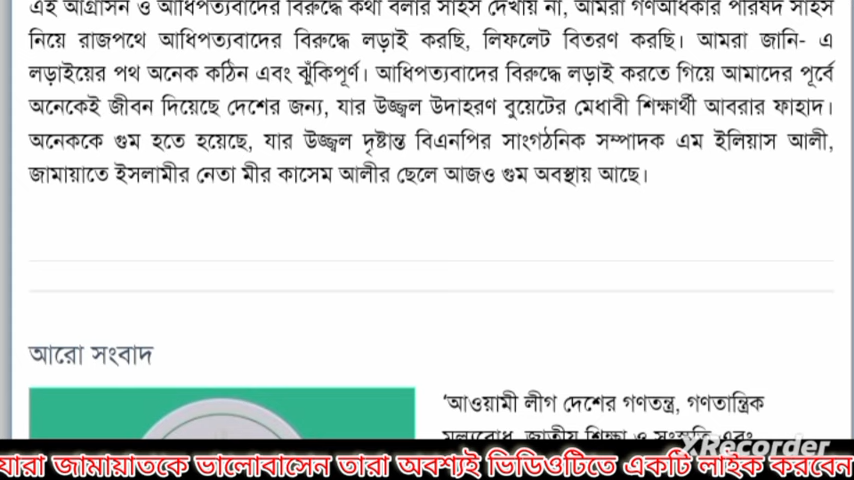 এই আগ্রাসন ও আধিপত্যবাদের বিরুদ্ধে কথা বলার সাহস দেখায় না, আমরা গণঅধিকার পরিষদ সাহস
নিয়ে রাজপথে আধিপত্যবাদের বিরুদ্ধে লড়াই করছি, লিফলেট বিতরণ করছি। আমরা জানি- এ
লড়াইয়ের পথ অনেক কঠিন এবং ঝুঁকিপূর্ণ। আধিপত্যবাদের বিরুদ্ধে লড়াই করতে গিয়ে আমাদের পূর্বে
অনেকেই জীবন দিয়েছে দেশের জন্য, যার উজ্জ্বল উদাহরণ বুয়েটের মেধাবী শিক্ষার্থী আবরার ফাহাদ।
অনেককে গুম হতে হয়েছে, যার উজ্জ্বল দৃষ্টান্ত বিএনপির সাংগঠনিক সম্পাদক এম ইলিয়াস আলী,
জামায়াতে ইসলামীর নেতা মীর কাসেম আলীর ছেলে আজও গুম অবস্থায় আছে।
আরো সংবাদ
‘আওয়ামী লীগ দেশের গণতন্ত্র, গণতান্ত্রিক
মূল্যবোধ, জাতীয় শিক্ষা ও সংস্কৃতি এবং
XRecorder
যারা জামায়াতকে ভালোবাসেন তারা অবশ্যই ভিডিওটিতে একটি লাইক করবেন